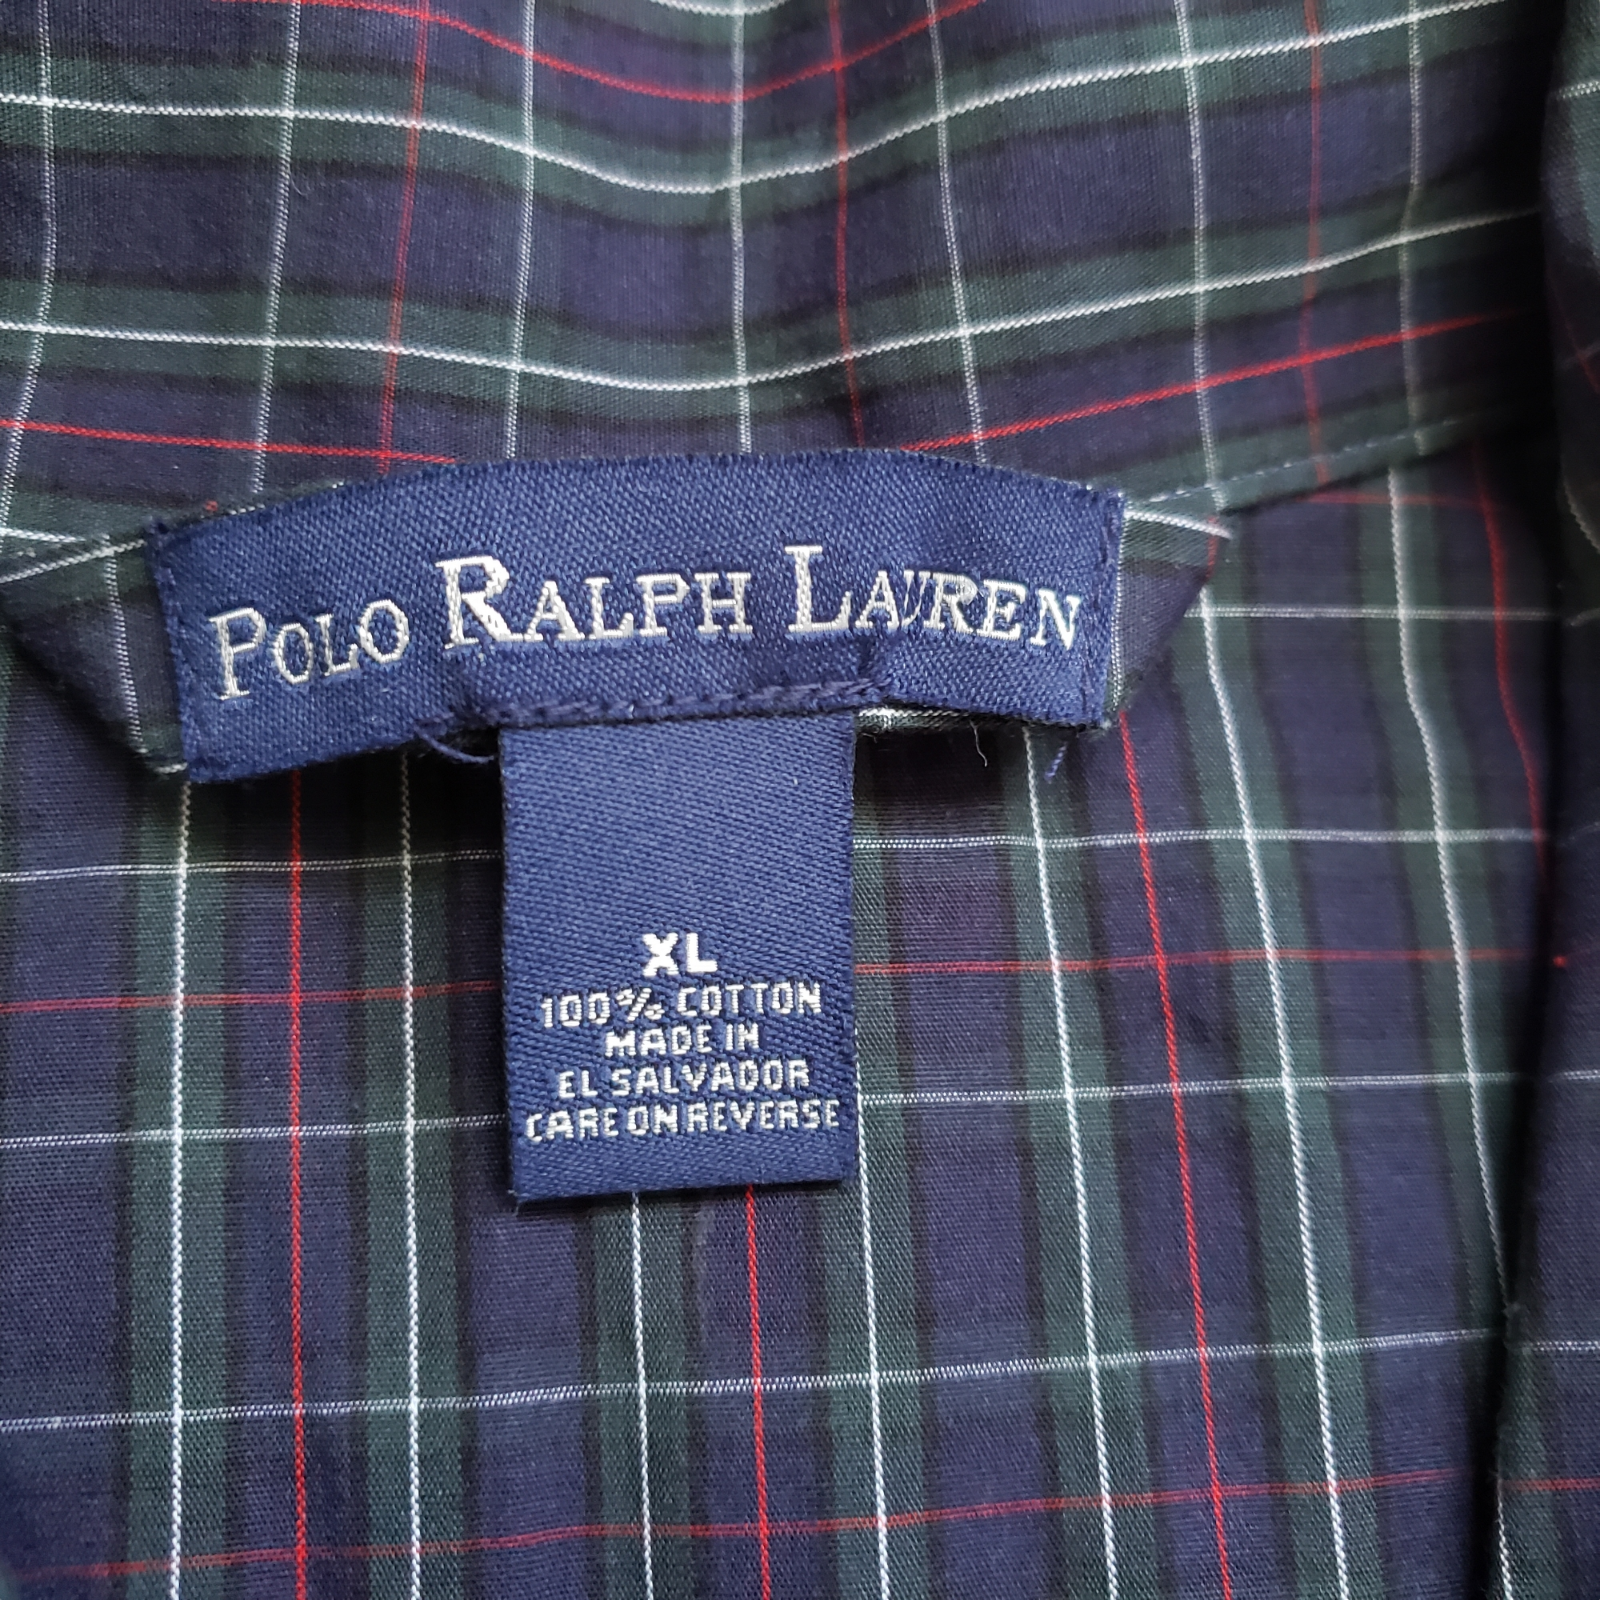 POLO RALPH LAUREN
XL
100% COTTON
MADE IN
EL SALVADOR
CARE ON REVERSE